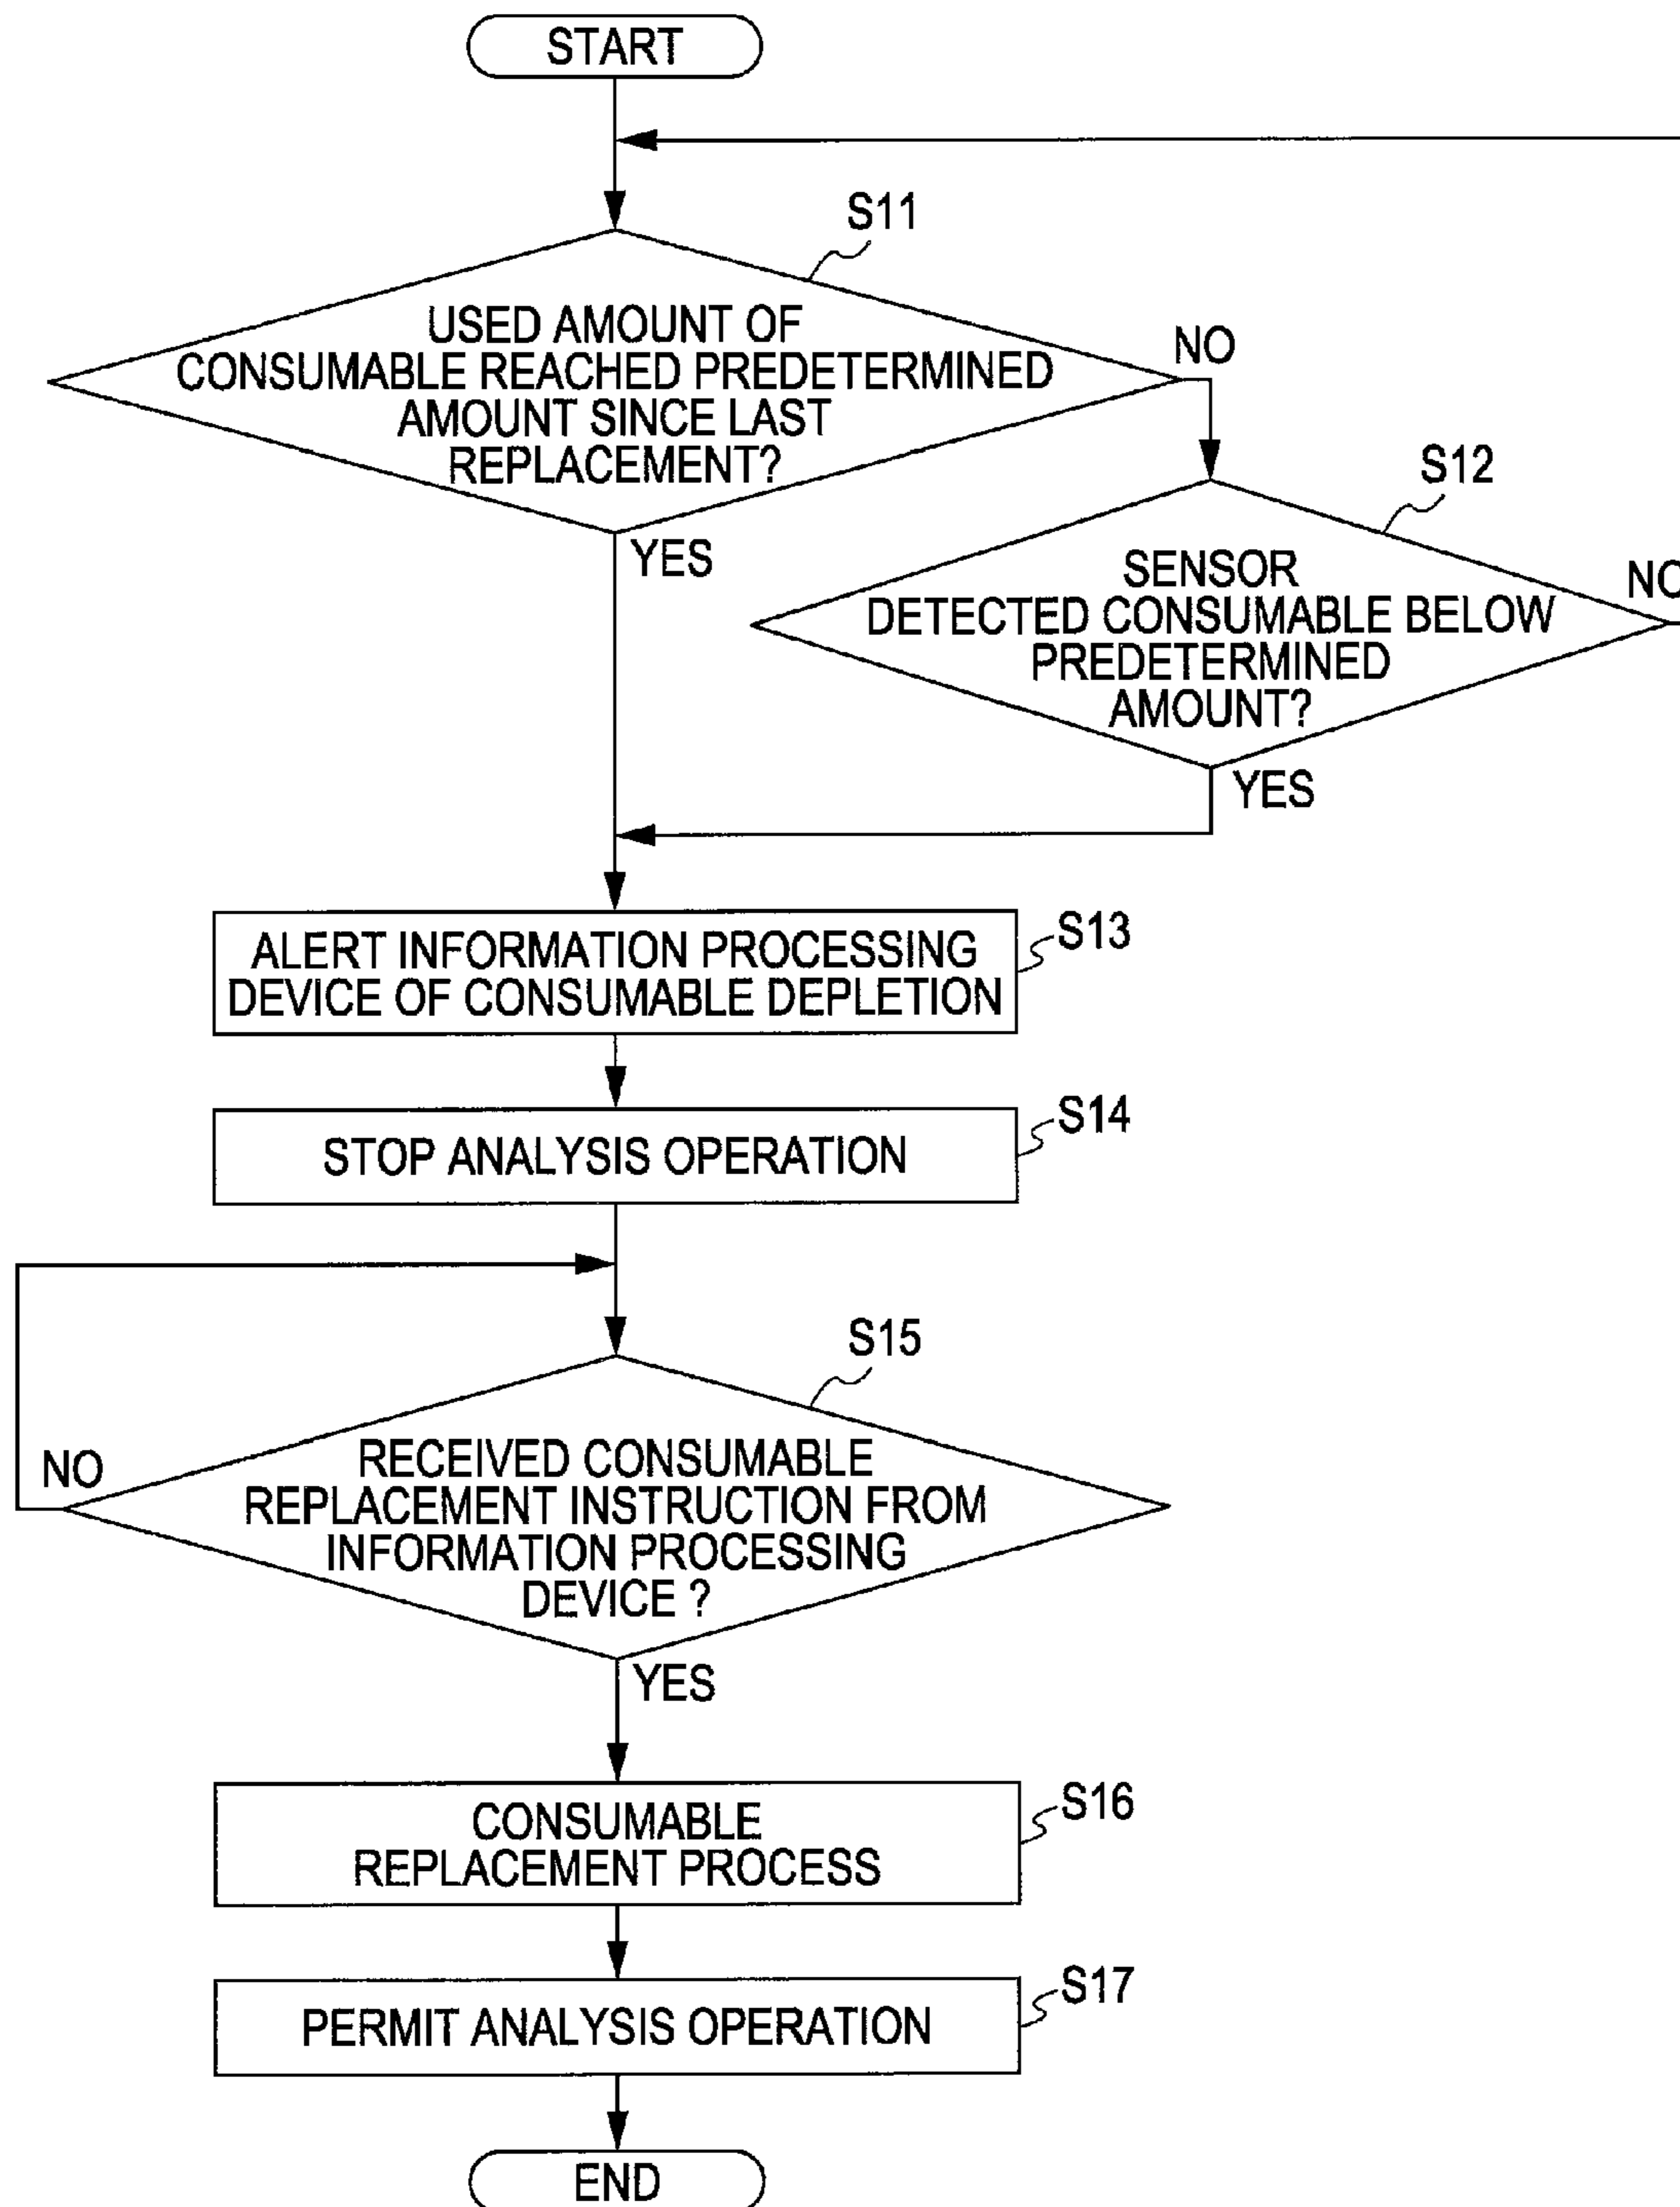 START
S11
USED AMOUNT OF
CONSUMABLE REACHED PREDETERMINED
AMOUNT SINCE LAST
REPLACEMENT?
NO
YES
S12
SENSOR
DETECTED CONSUMABLE BELOW
PREDETERMINED
AMOUNT?
NO
YES
S13
ALERT INFORMATION PROCESSING
DEVICE OF CONSUMABLE DEPLETION
S14
STOP ANALYSIS OPERATION
S15
RECEIVED CONSUMABLE
REPLACEMENT INSTRUCTION FROM
INFORMATION PROCESSING
DEVICE ?
NO
YES
S16
CONSUMABLE
REPLACEMENT PROCESS
S17
PERMIT ANALYSIS OPERATION
END